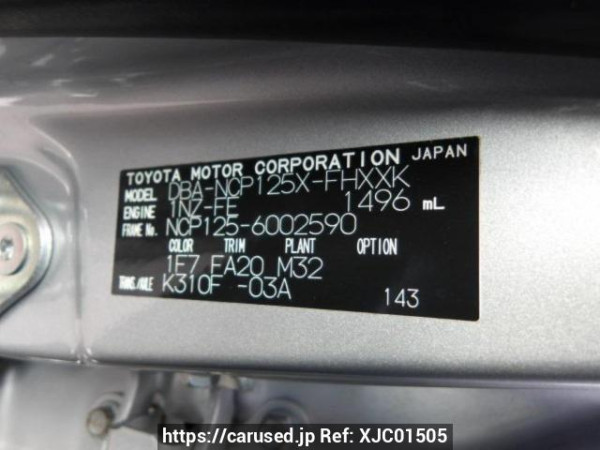 TOYOTA MOTOR CORPORATION JAPAN
MODEL DBA-NCP125X-FHXXK
ENGINE 1NZ-FE 1496 mL
FRAME No. NCP125-6002590
COLOR TRIM PLANT OPTION
1F7 FA20 M32
TRANS./AXLE K310F -03A
143
https://carused.jp Ref: XJC01505